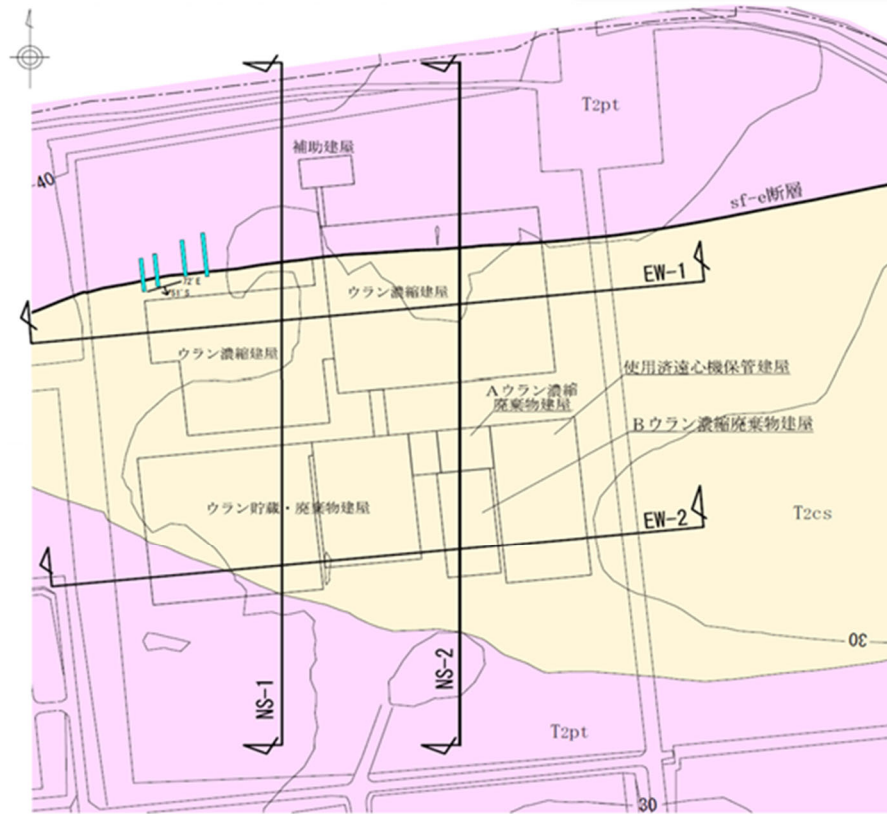 T2pt
補助建屋
40
sf-e断層
72°E
51°S
EW-1
ウラン濃縮建屋
ウラン濃縮建屋
使用済遠心機保管建屋
Aウラン濃縮
廃棄物建屋
Bウラン濃縮廃棄物建屋
ウラン貯蔵・廃棄物建屋
T2cs
EW-2
30
NS-1
NS-2
T2pt
30